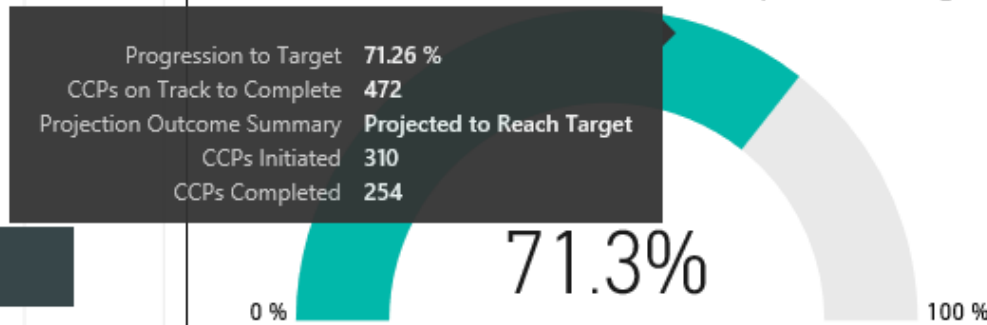 Progression to Target 71.26 %
CCPs on Track to Complete 472
Projection Outcome Summary Projected to Reach Target
CCPs Initiated 310
CCPs Completed 254
71.3%
0 %
100 %